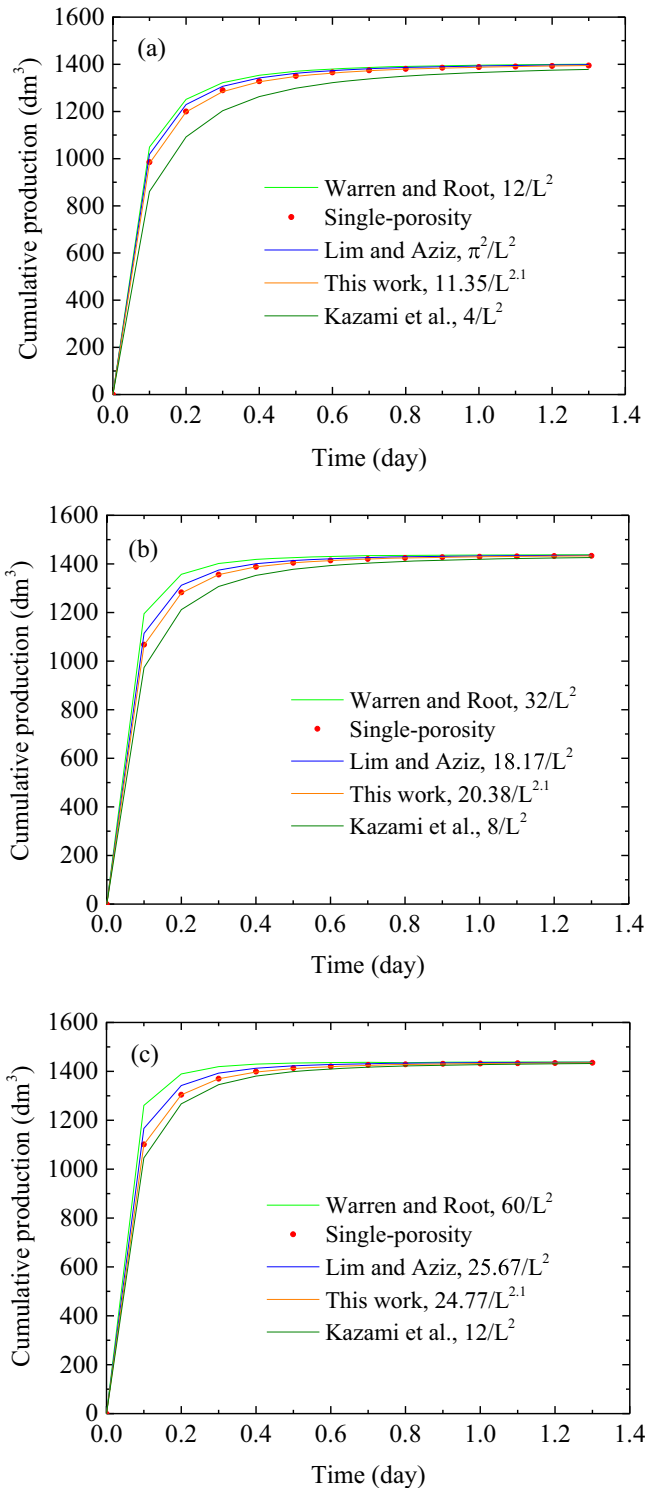 (a)
1600
1400
1200
1000
800
600
400
200
0
Cumulative production (dm³)
Warren and Root, 12/L²
Single-porosity
Lim and Aziz, π²/L²
This work, 11.35/L²·¹
Kazami et al., 4/L²
0.0 0.2 0.4 0.6 0.8 1.0 1.2 1.4
Time (day)
(b)
1600
1400
1200
1000
800
600
400
200
0
Cumulative production (dm³)
Warren and Root, 32/L²
Single-porosity
Lim and Aziz, 18.17/L²
This work, 20.38/L²·¹
Kazami et al., 8/L²
0.0 0.2 0.4 0.6 0.8 1.0 1.2 1.4
Time (day)
(c)
1600
1400
1200
1000
800
600
400
200
0
Cumulative production (dm³)
Warren and Root, 60/L²
Single-porosity
Lim and Aziz, 25.67/L²
This work, 24.77/L²·¹
Kazami et al., 12/L²
0.0 0.2 0.4 0.6 0.8 1.0 1.2 1.4
Time (day)